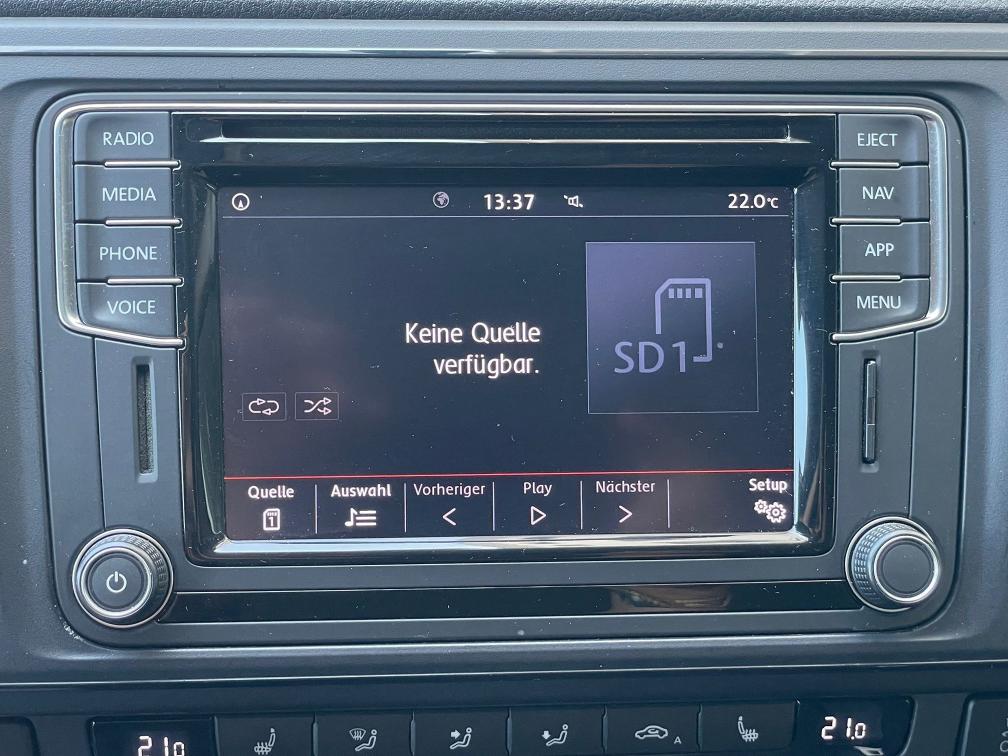 RADIO
MEDIA
PHONE
VOICE
EJECT
NAV
APP
MENU
13:37
22.0°C
Keine Quelle
verfügbar.
SD1
Quelle
1
Auswahl
Vorheriger
Play
Nächster
Setup
21.0
A
21.0